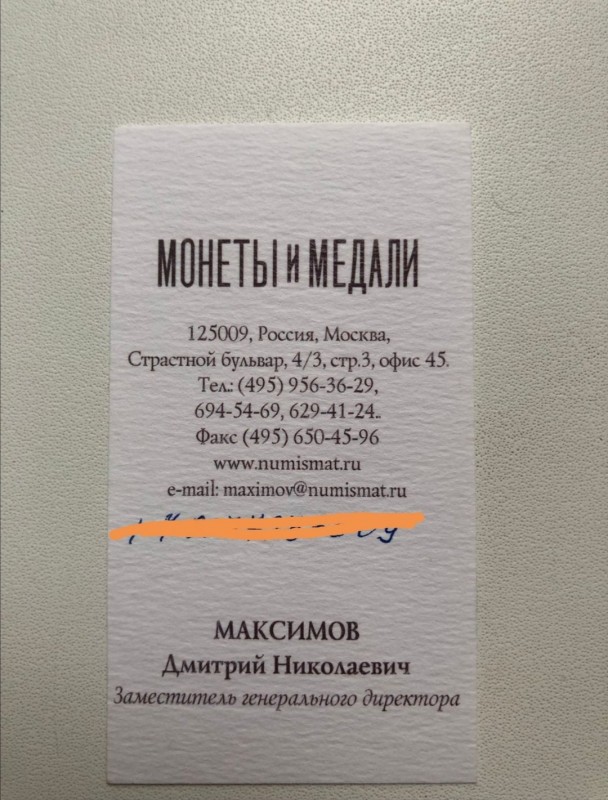 МОНЕТЫ и МЕДАЛИ
125009, Россия, Москва,
Страстной бульвар, 4/3, стр.3, офис 45.
Тел.: (495) 956-36-29,
694-54-69, 629-41-24..
Факс (495) 650-45-96
www.numismat.ru
e-mail: maximov@numismat.ru
МАКСИМОВ
Дмитрий Николаевич
Заместитель генерального директора